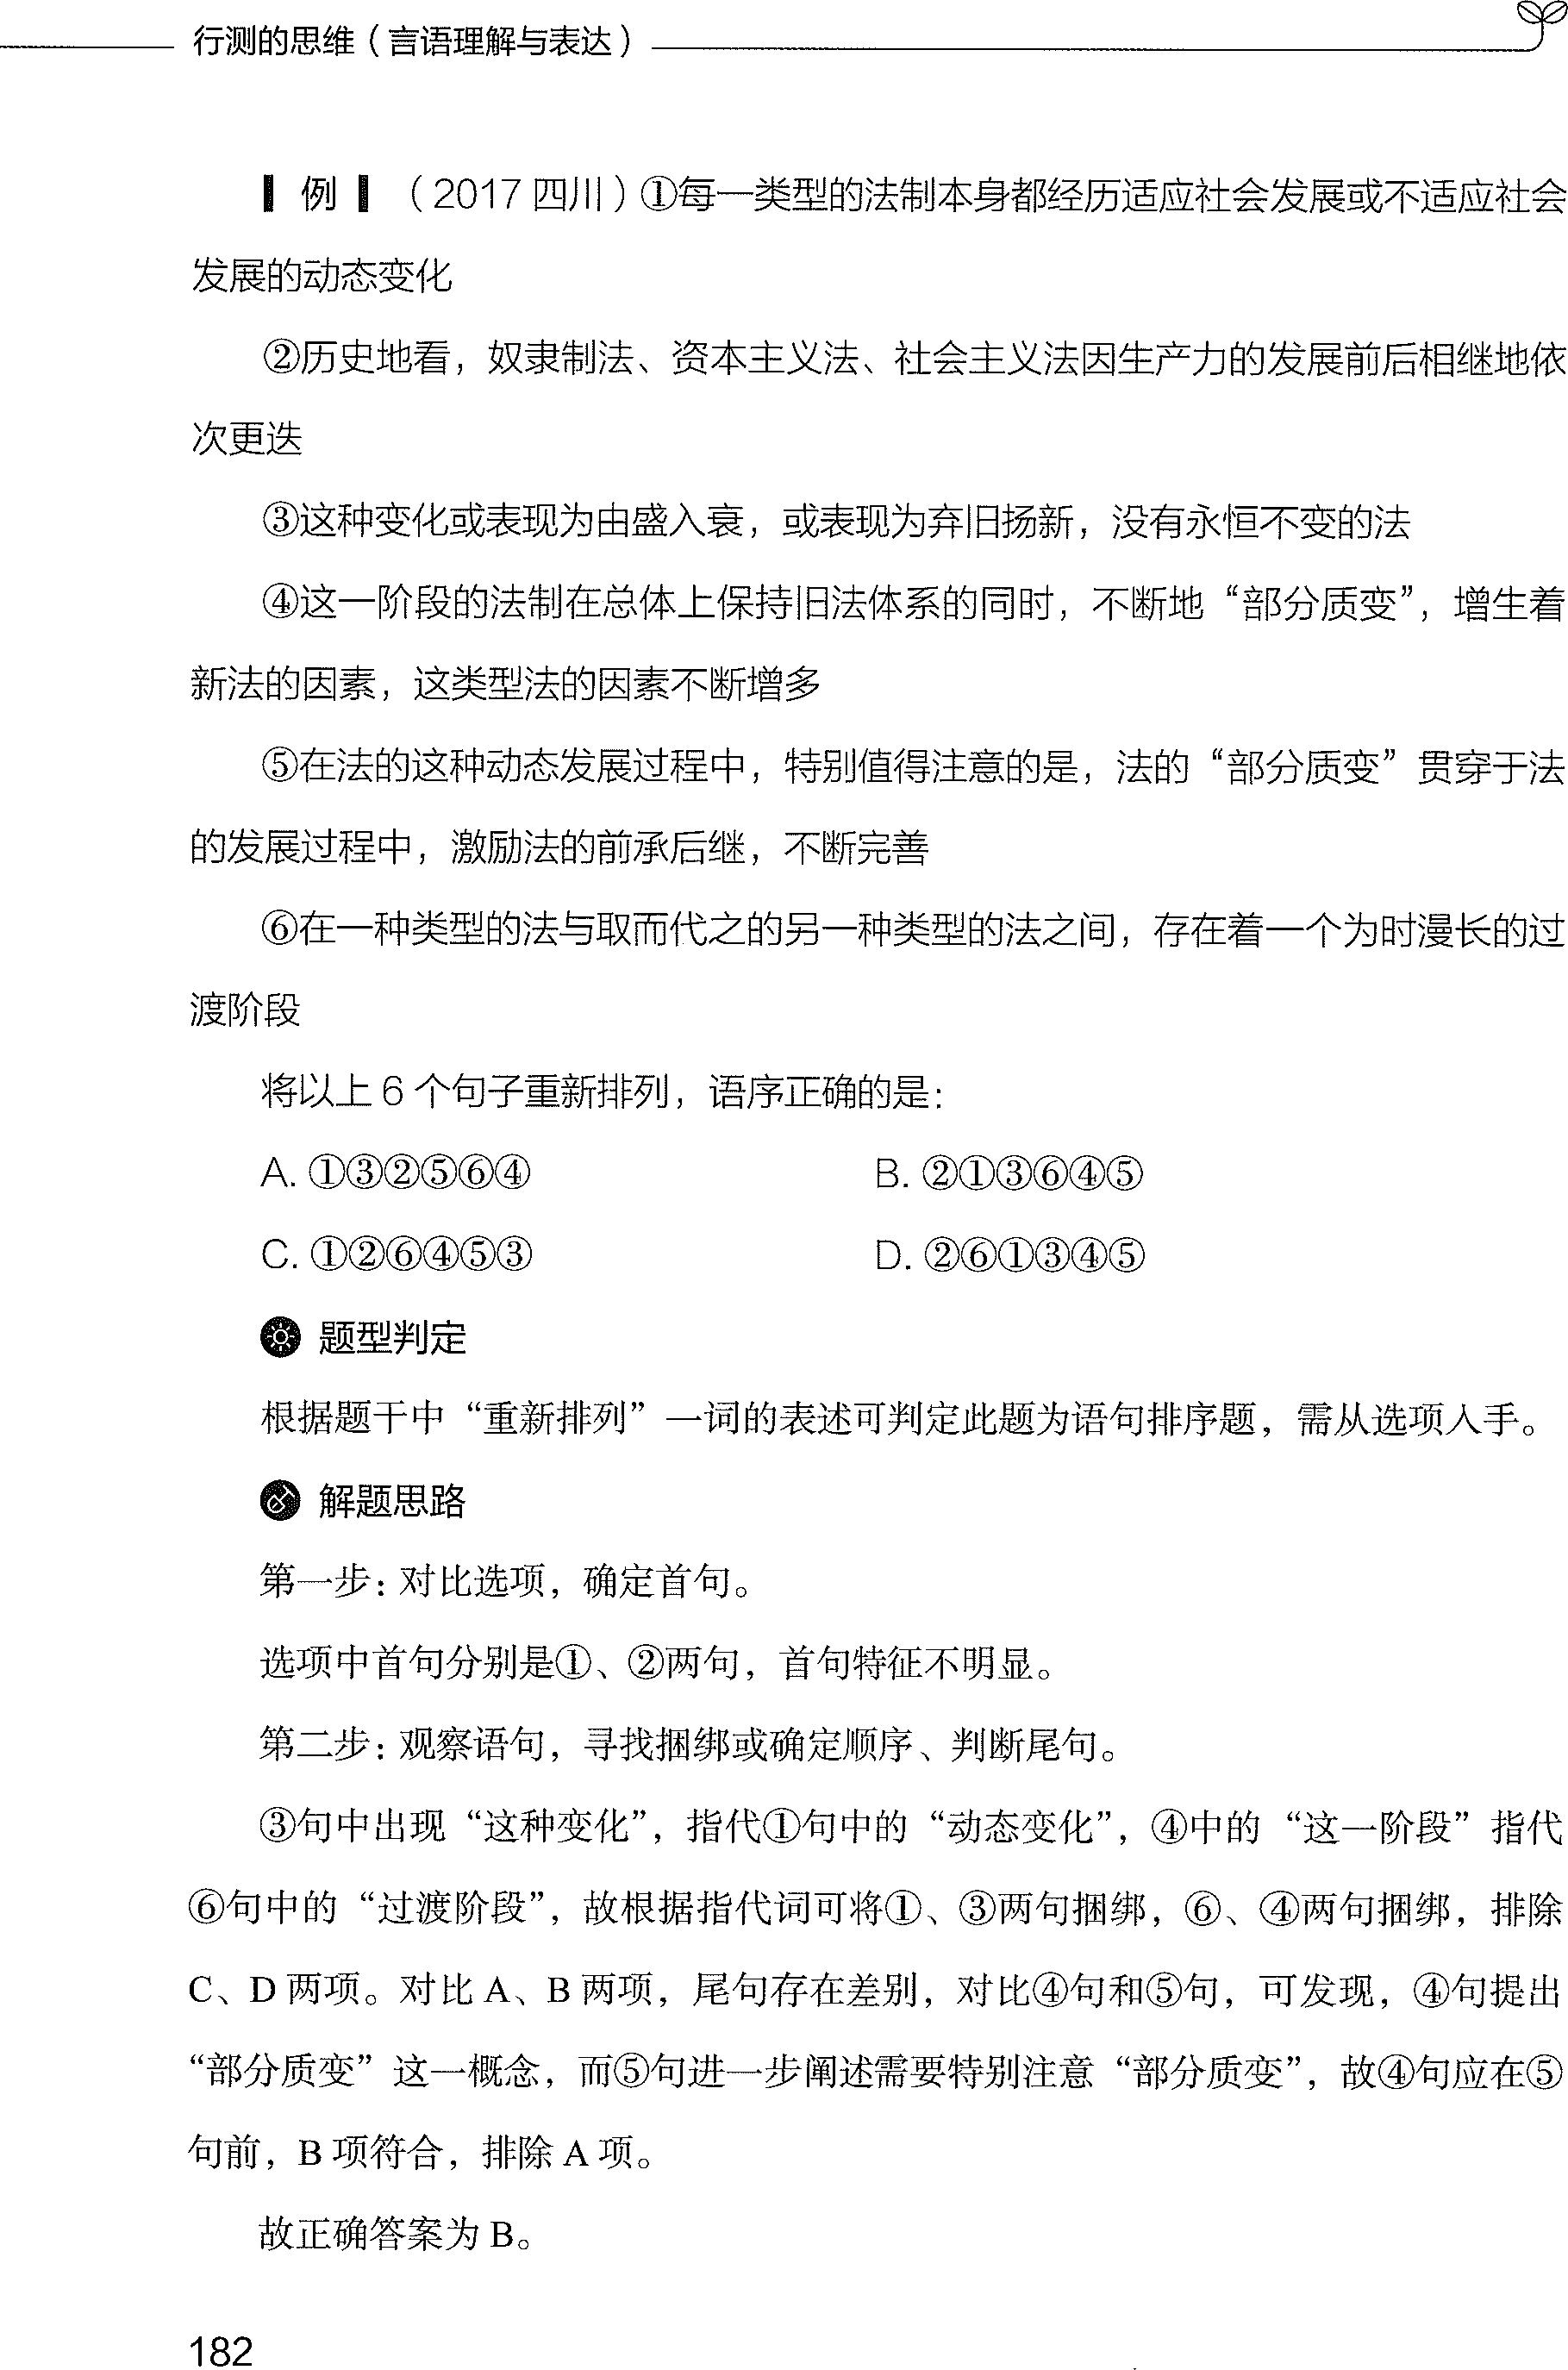 行测的思维（言语理解与表达）
例 （2017 四川）①每一类型的法制本身都经历适应社会发展或不适应社会
发展的动态变化
②历史地看，奴隶制法、资本主义法、社会主义法因生产力的发展前后相继地依
次更迭
③这种变化或表现为由盛入衰，或表现为弃旧扬新，没有永恒不变的法
④这一阶段的法制在总体上保持旧法体系的同时，不断地“部分质变”，增生着
新法的因素，这类型法的因素不断增多
⑤在法的这种动态发展过程中，特别值得注意的是，法的“部分质变”贯穿于法
的发展过程中，激励法的前承后继，不断完善
⑥在一种类型的法与取而代之的另一种类型的法之间，存在着一个为时漫长的过
渡阶段
将以上 6 个句子重新排列，语序正确的是：
A. ①③②⑤⑥④ B. ②①③⑥④⑤
C. ①②⑥④⑤③ D. ②⑥①③④⑤
题型判定
根据题干中“重新排列”一词的表述可判定此题为语句排序题，需从选项入手。
解题思路
第一步：对比选项，确定首句。
选项中首句分别是①、②两句，首句特征不明显。
第二步：观察语句，寻找捆绑或确定顺序、判断尾句。
③句中出现“这种变化”，指代①句中的“动态变化”，④中的“这一阶段”指代
⑥句中的“过渡阶段”，故根据指代词可将①、③两句捆绑，⑥、④两句捆绑，排除
C、D 两项。对比 A、B 两项，尾句存在差别，对比④句和⑤句，可发现，④句提出
“部分质变”这一概念，而⑤句进一步阐述需要特别注意“部分质变”，故④句应在⑤
句前，B 项符合，排除 A 项。
故正确答案为 B。
182